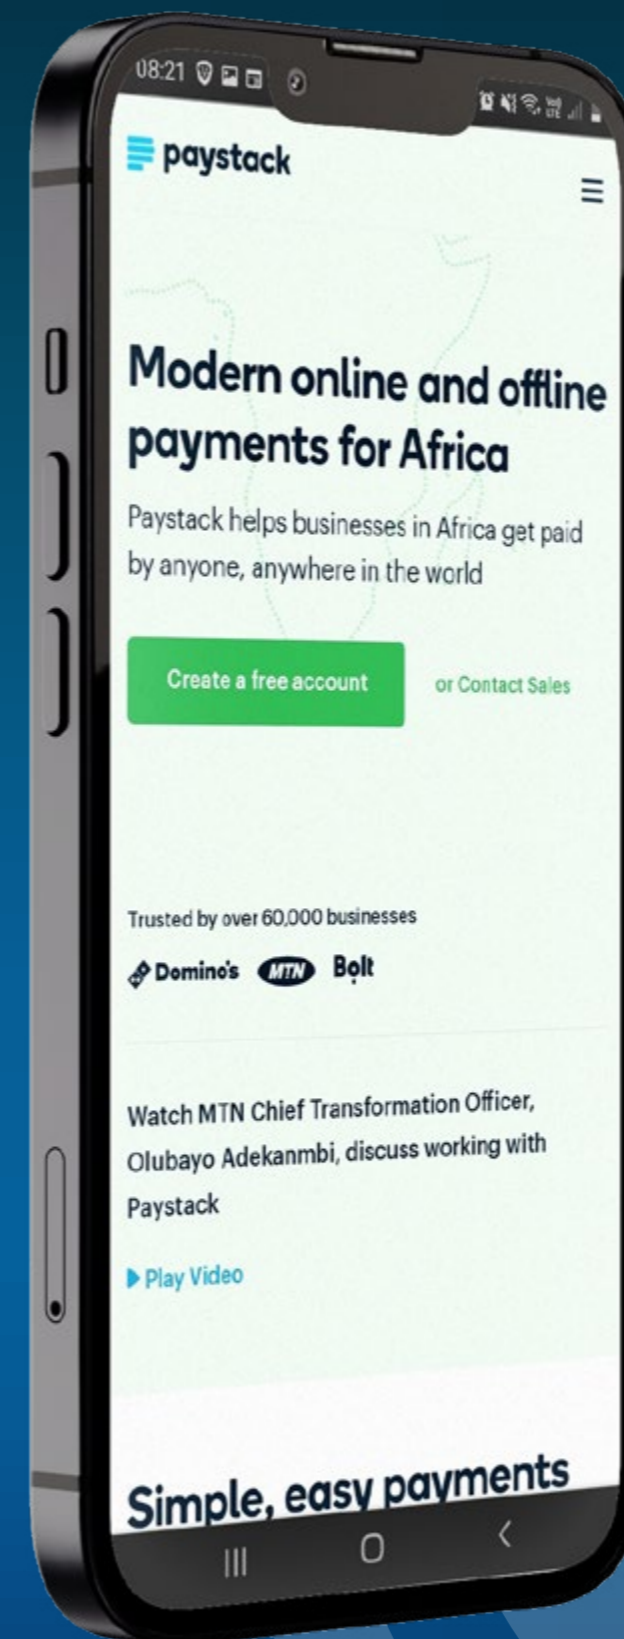 08:21
paystack
Modern online and offline
payments for Africa
Paystack helps businesses in Africa get paid
by anyone, anywhere in the world
Create a free account
or Contact Sales
Trusted by over 60,000 businesses
Domino's MTN Bolt
Watch MTN Chief Transformation Officer,
Olubayo Adekanmbi, discuss working with
Paystack
Play Video
Simple, easy payments